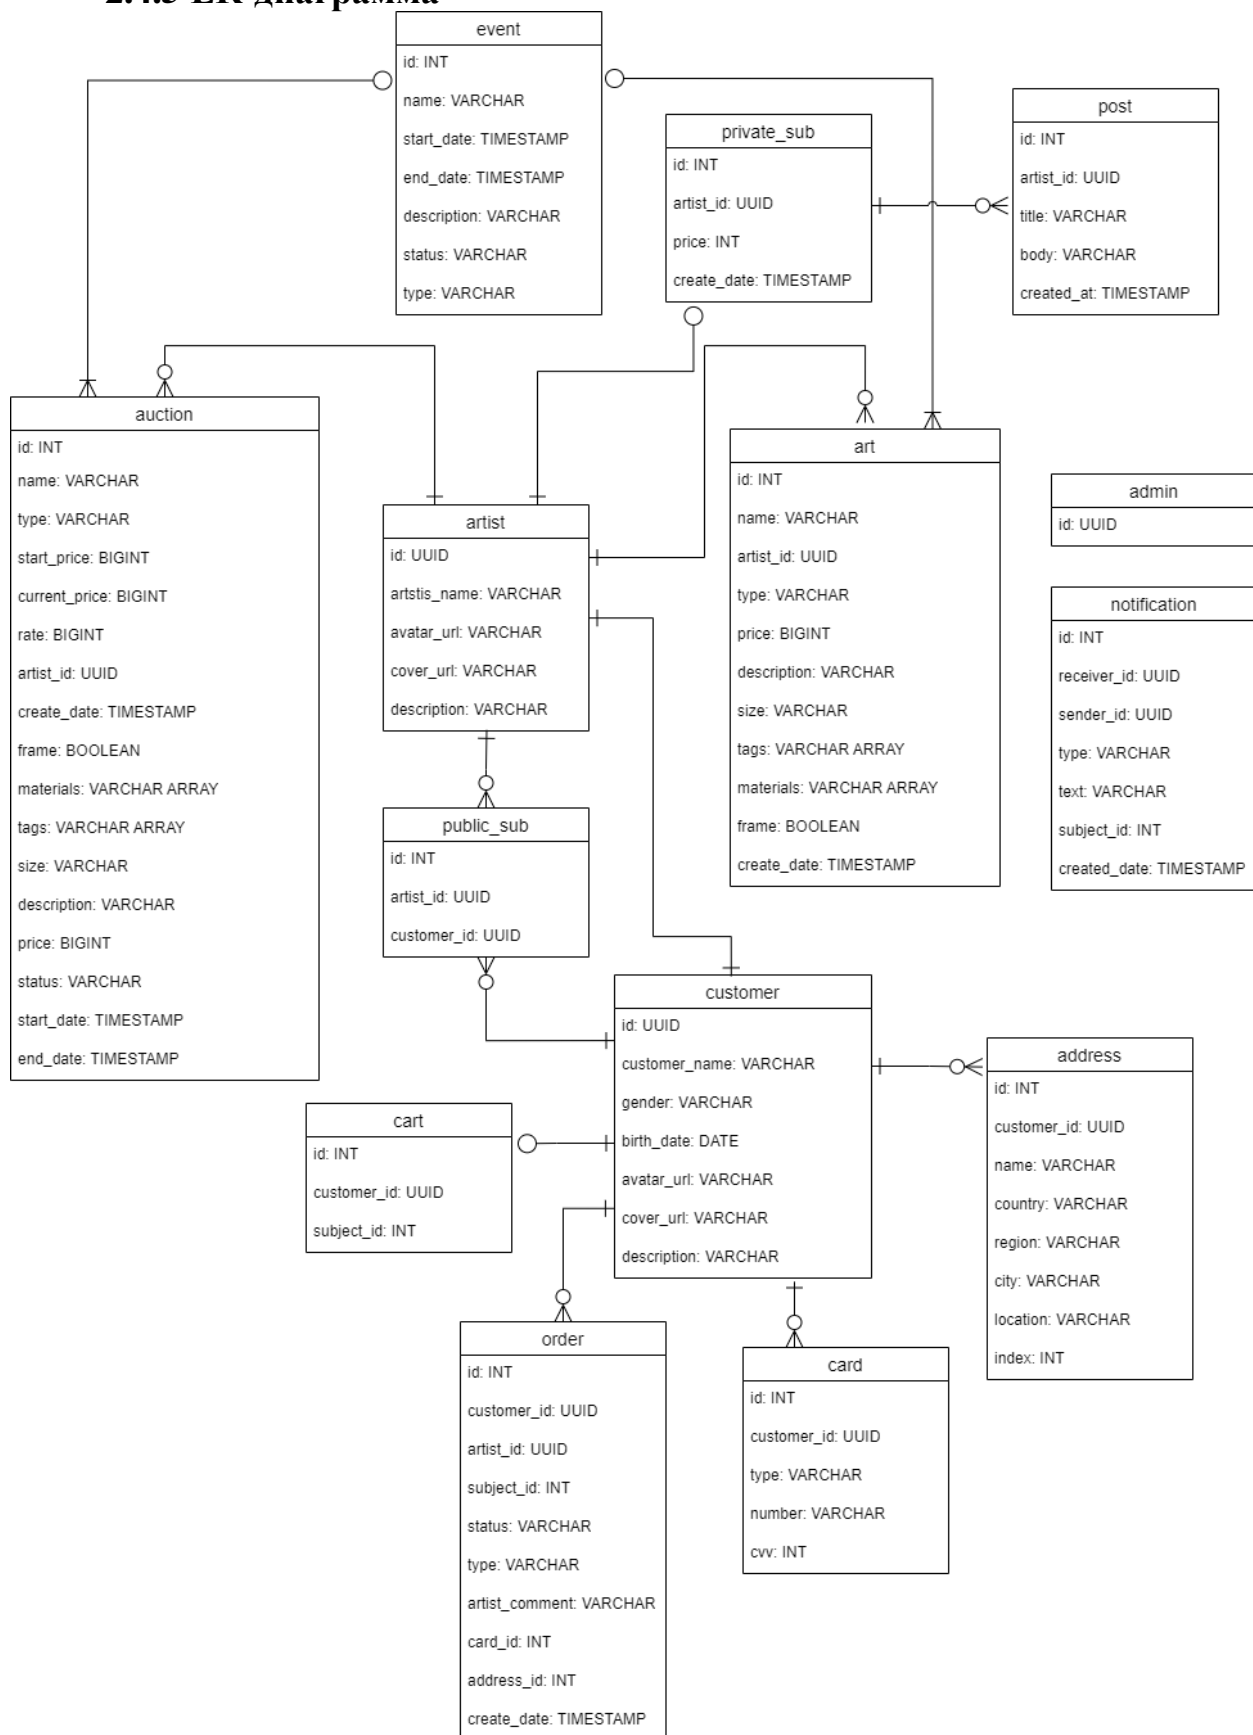 2.4.3 ER-диаграмма
event
id: INT
name: VARCHAR
start_date: TIMESTAMP
end_date: TIMESTAMP
description: VARCHAR
status: VARCHAR
type: VARCHAR
private_sub
id: INT
artist_id: UUID
price: INT
create_date: TIMESTAMP
post
id: INT
artist_id: UUID
title: VARCHAR
body: VARCHAR
created_at: TIMESTAMP
auction
id: INT
name: VARCHAR
type: VARCHAR
start_price: BIGINT
current_price: BIGINT
rate: BIGINT
artist_id: UUID
create_date: TIMESTAMP
frame: BOOLEAN
materials: VARCHAR ARRAY
tags: VARCHAR ARRAY
size: VARCHAR
description: VARCHAR
price: BIGINT
status: VARCHAR
start_date: TIMESTAMP
end_date: TIMESTAMP
artist
id: UUID
artstis_name: VARCHAR
avatar_url: VARCHAR
cover_url: VARCHAR
description: VARCHAR
art
id: INT
name: VARCHAR
artist_id: UUID
type: VARCHAR
price: BIGINT
description: VARCHAR
size: VARCHAR
tags: VARCHAR ARRAY
materials: VARCHAR ARRAY
frame: BOOLEAN
create_date: TIMESTAMP
admin
id: UUID
notification
id: INT
receiver_id: UUID
sender_id: UUID
type: VARCHAR
text: VARCHAR
subject_id: INT
created_date: TIMESTAMP
public_sub
id: INT
artist_id: UUID
customer_id: UUID
customer
id: UUID
customer_name: VARCHAR
gender: VARCHAR
birth_date: DATE
avatar_url: VARCHAR
cover_url: VARCHAR
description: VARCHAR
address
id: INT
customer_id: UUID
name: VARCHAR
country: VARCHAR
region: VARCHAR
city: VARCHAR
location: VARCHAR
index: INT
cart
id: INT
customer_id: UUID
subject_id: INT
order
id: INT
customer_id: UUID
artist_id: UUID
subject_id: INT
status: VARCHAR
type: VARCHAR
artist_comment: VARCHAR
card_id: INT
address_id: INT
create_date: TIMESTAMP
card
id: INT
customer_id: UUID
type: VARCHAR
number: VARCHAR
cvv: INT